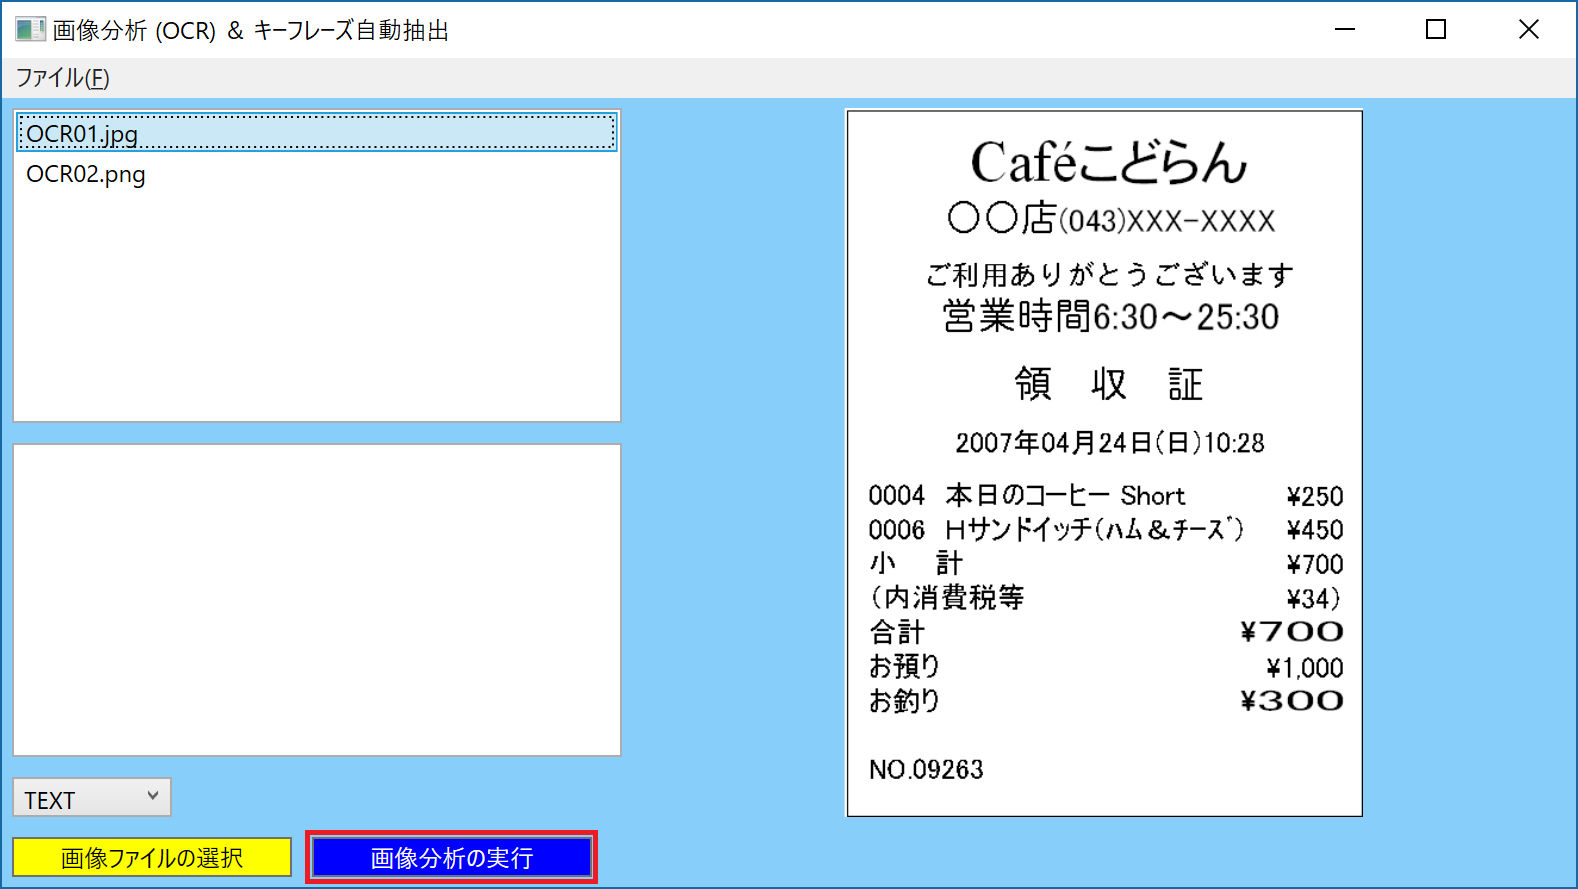 画像分析 (OCR) ＆ キーフレーズ自動抽出
ファイル(F)
OCR01.jpg
OCR02.png
TEXT
画像ファイルの選択
画像分析の実行
Caféこどらん
〇〇店(043)XXX-XXXX
ご利用ありがとうございます
営業時間6:30～25:30
領 収 証
2007年04月24日(日)10:28
0004 本日のコーヒー Short ¥250
0006 Hサンドイッチ(ﾊﾑ＆ﾁｰｽﾞ) ¥450
小 計 ¥700
(内消費税等 ¥34)
合計 ¥700
お預り ¥1,000
お釣り ¥300
NO.09263